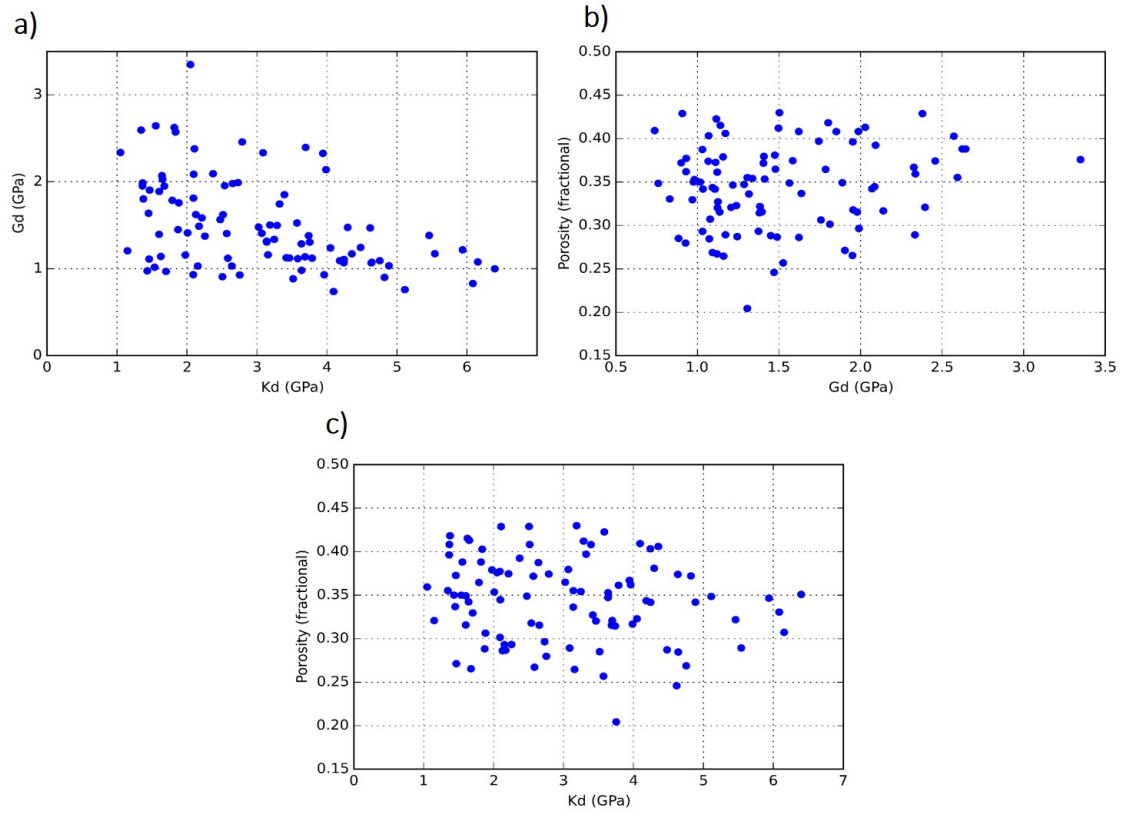 a)
Gd (GPa)
3
2
1
0
0 1 2 3 4 5 6
Kd (GPa)
b)
Porosity (fractional)
0.50
0.45
0.40
0.35
0.30
0.25
0.20
0.15
0.5 1.0 1.5 2.0 2.5 3.0 3.5
Gd (GPa)
c)
Porosity (fractional)
0.50
0.45
0.40
0.35
0.30
0.25
0.20
0.15
0 1 2 3 4 5 6 7
Kd (GPa)